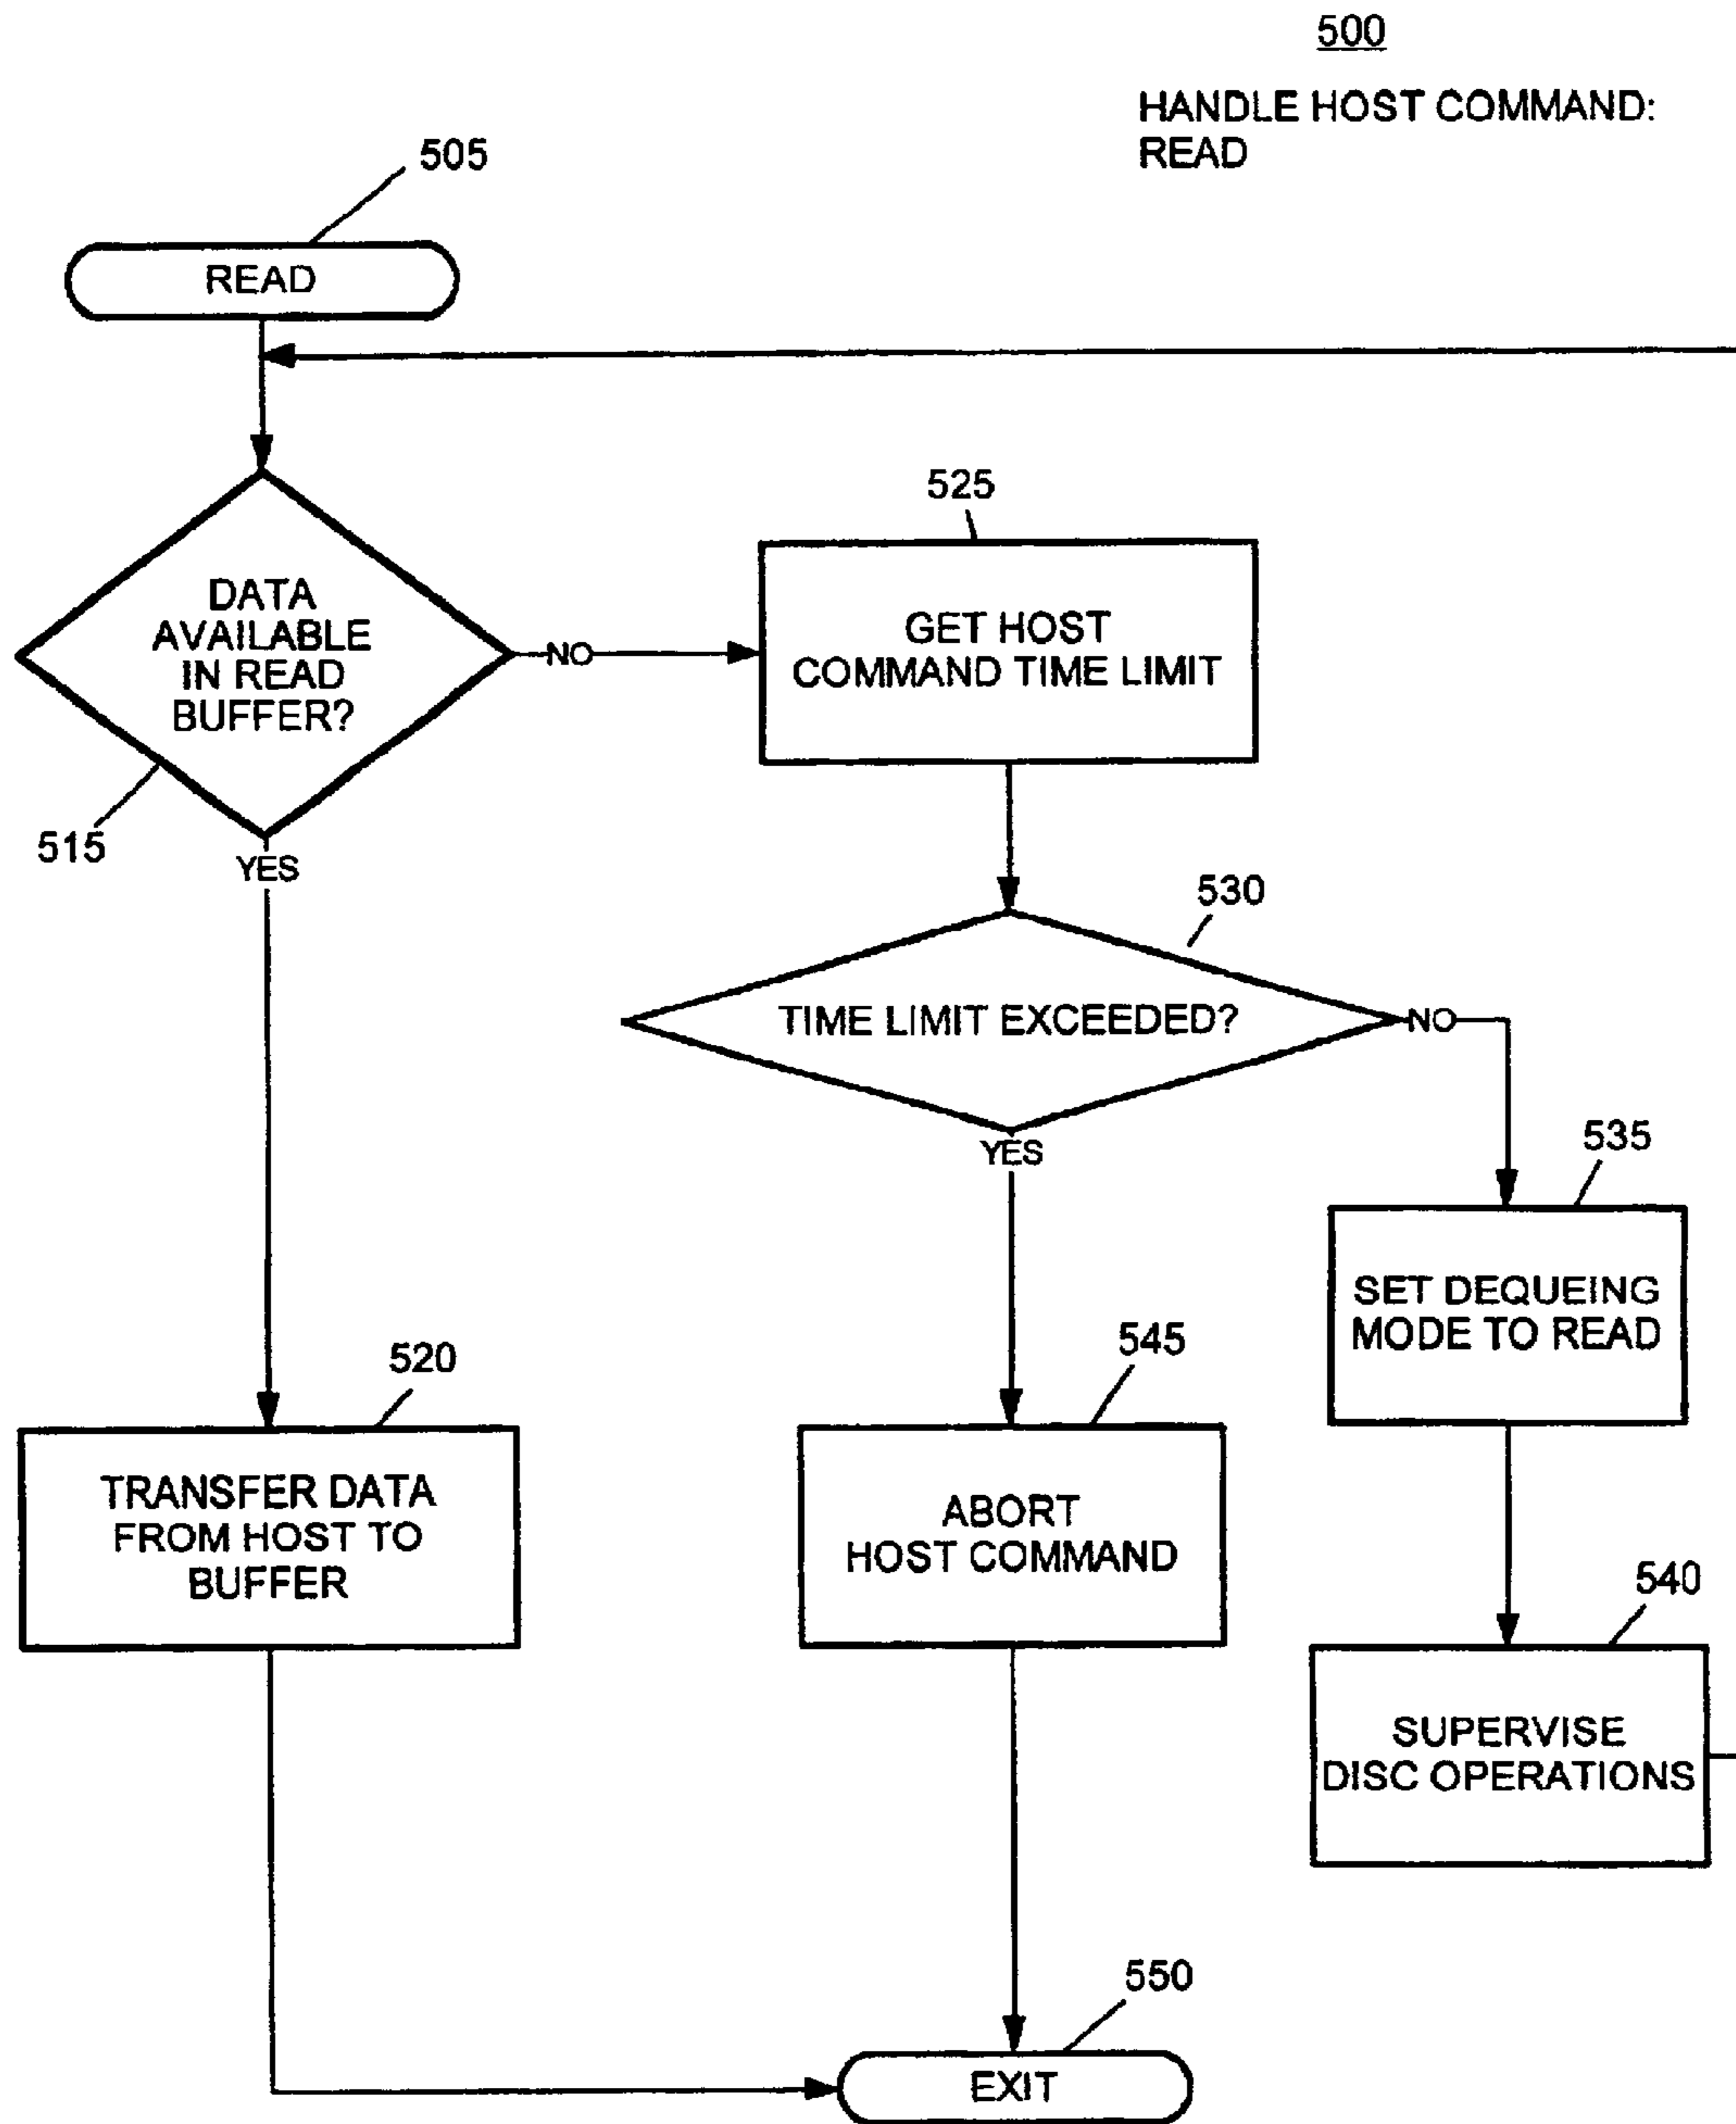 500
HANDLE HOST COMMAND:
READ
505
READ
525
DATA
AVAILABLE
IN READ
BUFFER?
NO
GET HOST
COMMAND TIME LIMIT
515
YES
530
TIME LIMIT EXCEEDED?
NO
YES
535
SET DEQUEING
MODE TO READ
520
545
TRANSFER DATA
FROM HOST TO
BUFFER
ABORT
HOST COMMAND
540
SUPERVISE
DISC OPERATIONS
550
EXIT